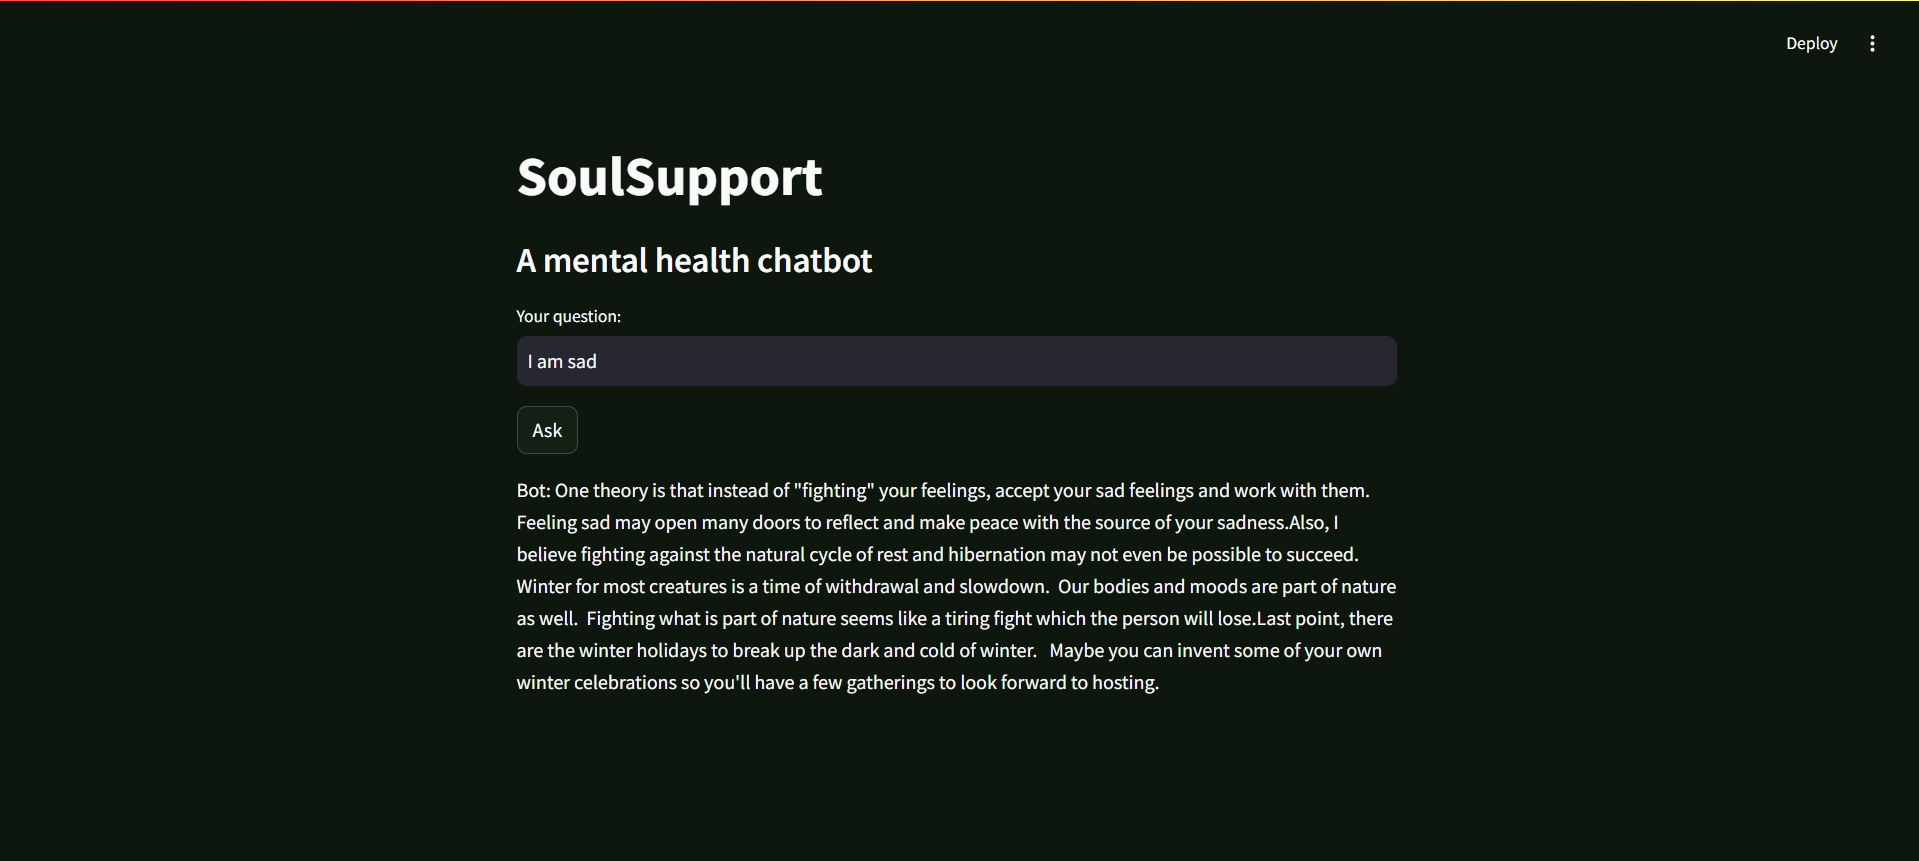 Deploy
SoulSupport
A mental health chatbot
Your question:
I am sad
Ask
Bot: One theory is that instead of "fighting" your feelings, accept your sad feelings and work with them.
Feeling sad may open many doors to reflect and make peace with the source of your sadness.Also, I
believe fighting against the natural cycle of rest and hibernation may not even be possible to succeed.
Winter for most creatures is a time of withdrawal and slowdown.  Our bodies and moods are part of nature
as well.  Fighting what is part of nature seems like a tiring fight which the person will lose.Last point, there
are the winter holidays to break up the dark and cold of winter.   Maybe you can invent some of your own
winter celebrations so you'll have a few gatherings to look forward to hosting.